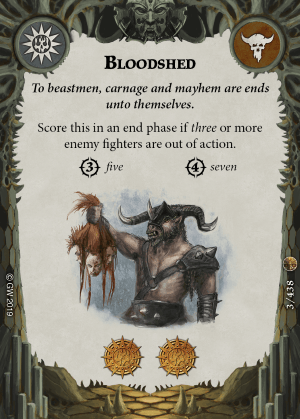 BLOODSHED
To beastmen, carnage and mayhem are ends
unto themselves.
Score this in an end phase if three or more
enemy fighters are out of action.
3 five 4 seven
© GW 2019
3/438